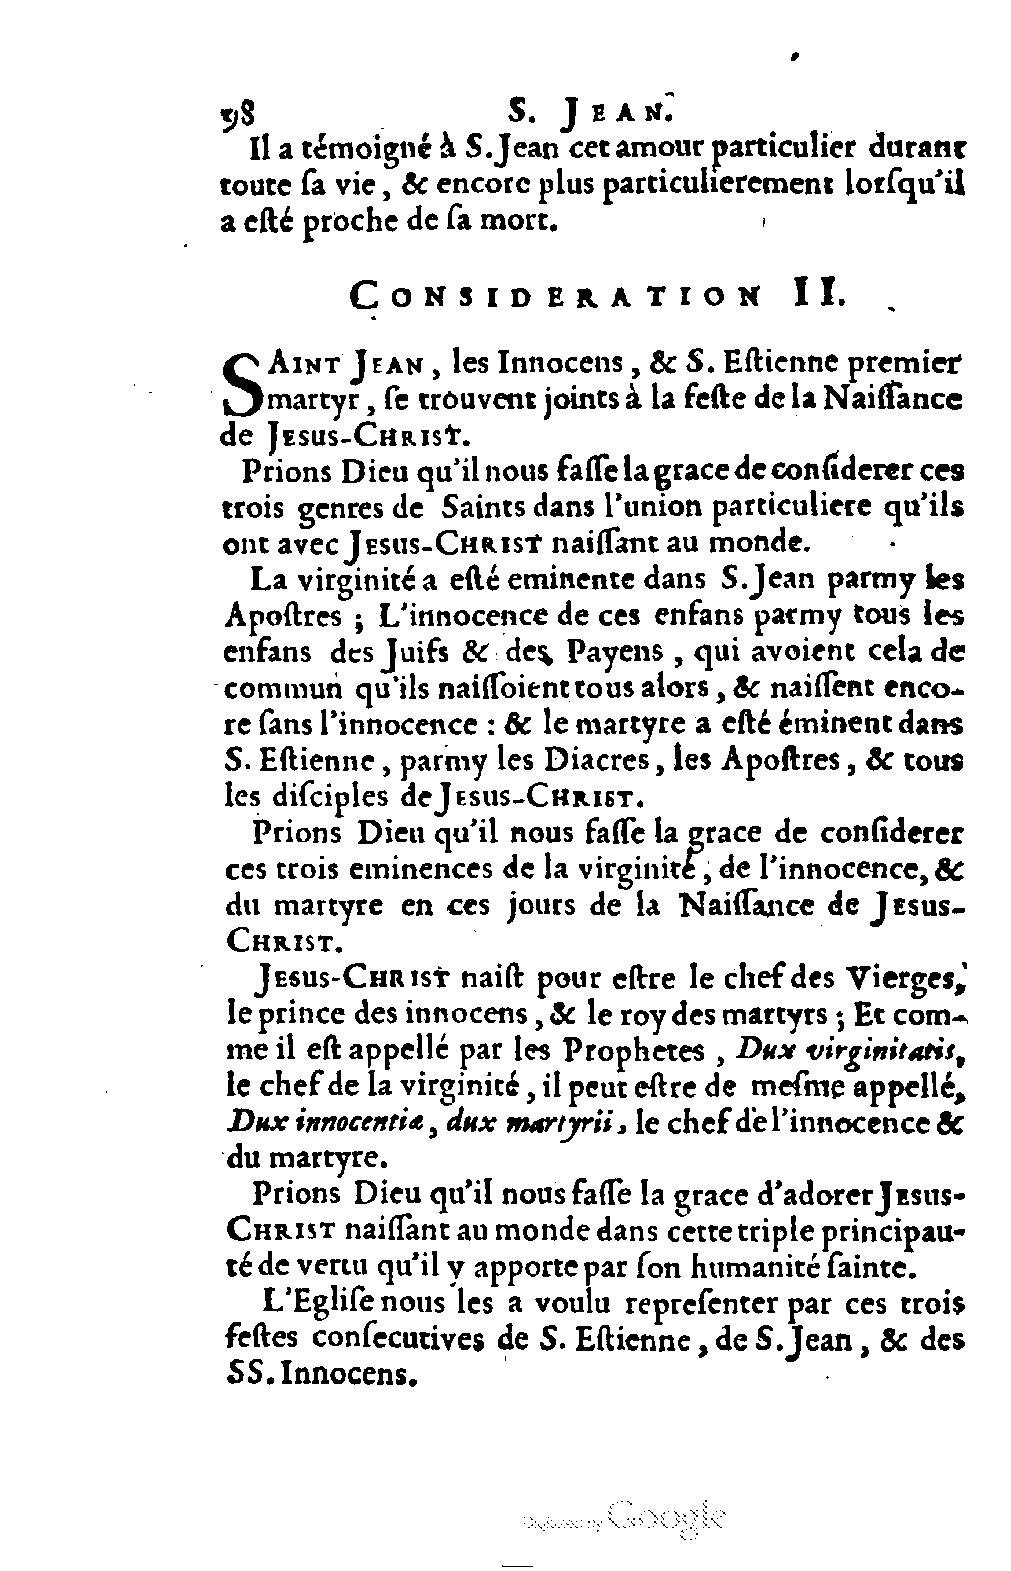 98 S. JEAN.
Il a témoigné à S. Jean cet amour particulier durant
toute ſa vie, & encore plus particulierement lorſqu'il
a eſté proche de ſa mort.
CONSIDERATION II.
SAINT JEAN, les Innocens, & S. Eſtienne premier
martyr, ſe trouvent joints à la feſte de la Naiſſance
de JESUS-CHRIST.
Prions Dieu qu'il nous faſſe la grace de conſiderer ces
trois genres de Saints dans l'union particuliere qu'ils
ont avec JESUS-CHRIST naiſſant au monde.
La virginité a eſté eminente dans S. Jean parmy les
Apoſtres ; L'innocence de ces enfans parmy tous les
enfans des Juifs & des Payens, qui avoient cela de
commun qu'ils naiſſoient tous alors, & naiſſent enco-
re ſans l'innocence : & le martyre a eſté éminent dans
S. Eſtienne, parmy les Diacres, les Apoſtres, & tous
les diſciples de JESUS-CHRIST.
Prions Dieu qu'il nous faſſe la grace de conſiderer
ces trois eminences de la virginité, de l'innocence, &
du martyre en ces jours de la Naiſſance de JESUS-
CHRIST.
JESUS-CHRIST naiſt pour eſtre le chef des Vierges,
le prince des innocens, & le roy des martyrs ; Et com-
me il eſt appellé par les Prophetes, Dux virginitatis,
le chef de la virginité, il peut eſtre de meſme appellé,
Dux innocentiæ, dux martyrii, le chef de l'innocence &
du martyre.
Prions Dieu qu'il nous faſſe la grace d'adorer JESUS-
CHRIST naiſſant au monde dans cette triple principau-
té de vertu qu'il y apporte par ſon humanité ſainte.
L'Egliſe nous les a voulu repreſenter par ces trois
feſtes conſecutives de S. Eſtienne, de S. Jean, & des
SS. Innocens.
Digitized by Google